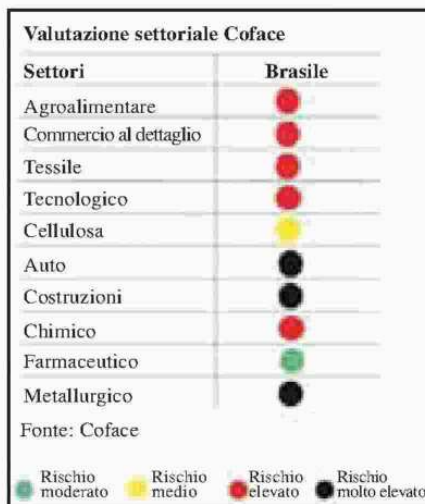 Valutazione settoriale Coface
Settori Brasile
Agroalimentare
Commercio al dettaglio
Tessile
Tecnologico
Cellulosa
Auto
Costruzioni
Chimico
Farmaceutico
Metallurgico
Fonte: Coface
Rischio moderato
Rischio medio
Rischio elevato
Rischio molto elevato